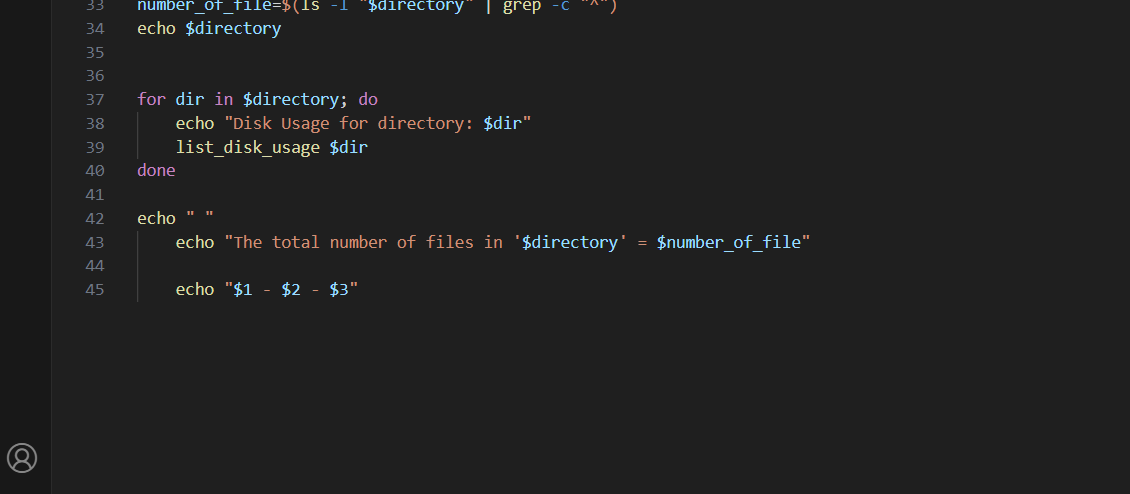 33 number_of_file=$(ls -l "$directory" | grep -c "^")
34 echo $directory
35
36
37 for dir in $directory; do
38     echo "Disk Usage for directory: $dir"
39     list_disk_usage $dir
40 done
41
42 echo " "
43     echo "The total number of files in '$directory' = $number_of_file"
44
45     echo "$1 - $2 - $3"